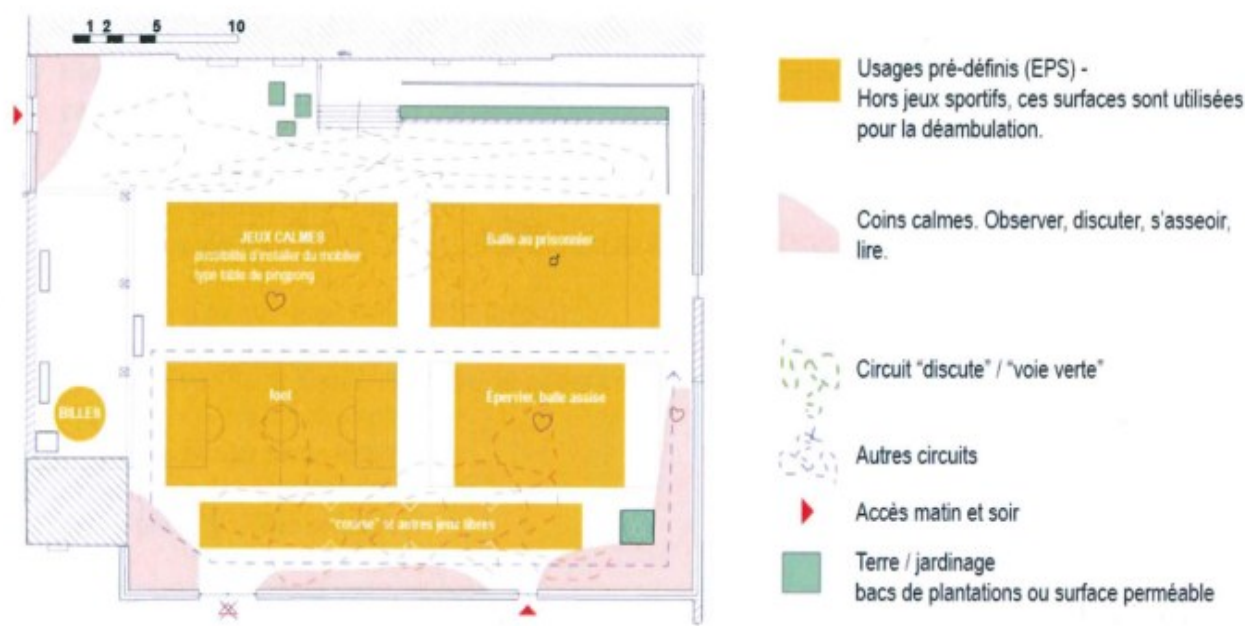 1 2 5 10
JEUX CALMES
possibilité d'installer du mobilier
type table de pingpong
Balle au prisonnier
foot
Éperrier, balle assise
BILLES
"course" et autres jeux libres
Usages pré-définis (EPS) -
Hors jeux sportifs, ces surfaces sont utilisées
pour la déambulation.
Coins calmes. Observer, discuter, s'asseoir,
lire.
Circuit "discute" / "voie verte"
Autres circuits
Accès matin et soir
Terre / jardinage
bacs de plantations ou surface perméable